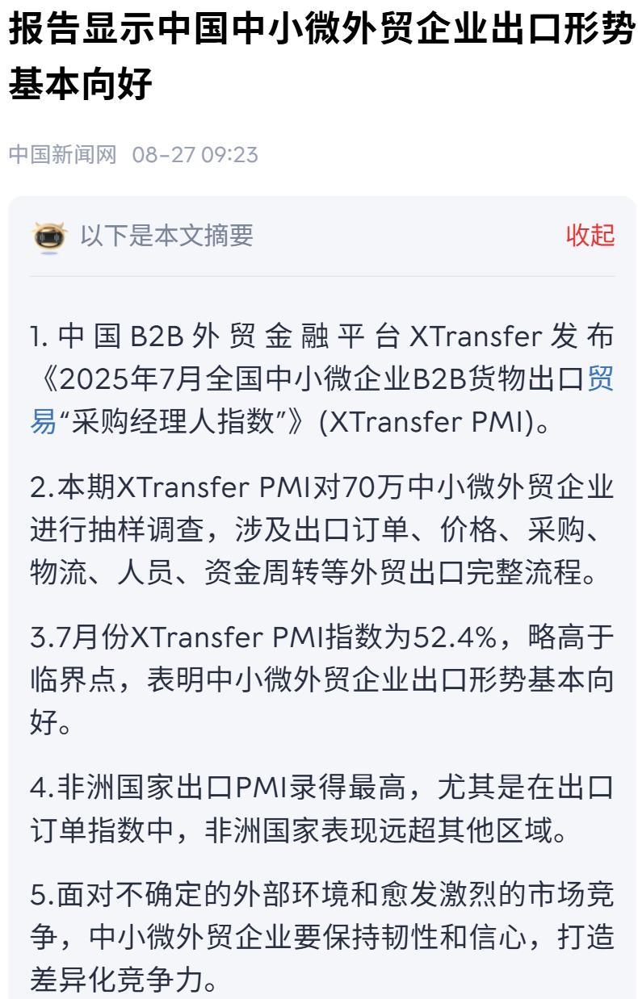 报告显示中国中小微外贸企业出口形势
基本向好
中国新闻网 08-27 09:23
以下是本文摘要 收起
1. 中国B2B外贸金融平台XTransfer发布
《2025年7月全国中小微企业B2B货物出口贸
易“采购经理人指数”》(XTransfer PMI)。
2.本期XTransfer PMI对70万中小微外贸企业
进行抽样调查，涉及出口订单、价格、采购、
物流、人员、资金周转等外贸出口完整流程。
3.7月份XTransfer PMI指数为52.4%，略高于
临界点，表明中小微外贸企业出口形势基本向
好。
4.非洲国家出口PMI录得最高，尤其是在出口
订单指数中，非洲国家表现远超其他区域。
5.面对不确定的外部环境和愈发激烈的市场竞
争，中小微外贸企业要保持韧性和信心，打造
差异化竞争力。